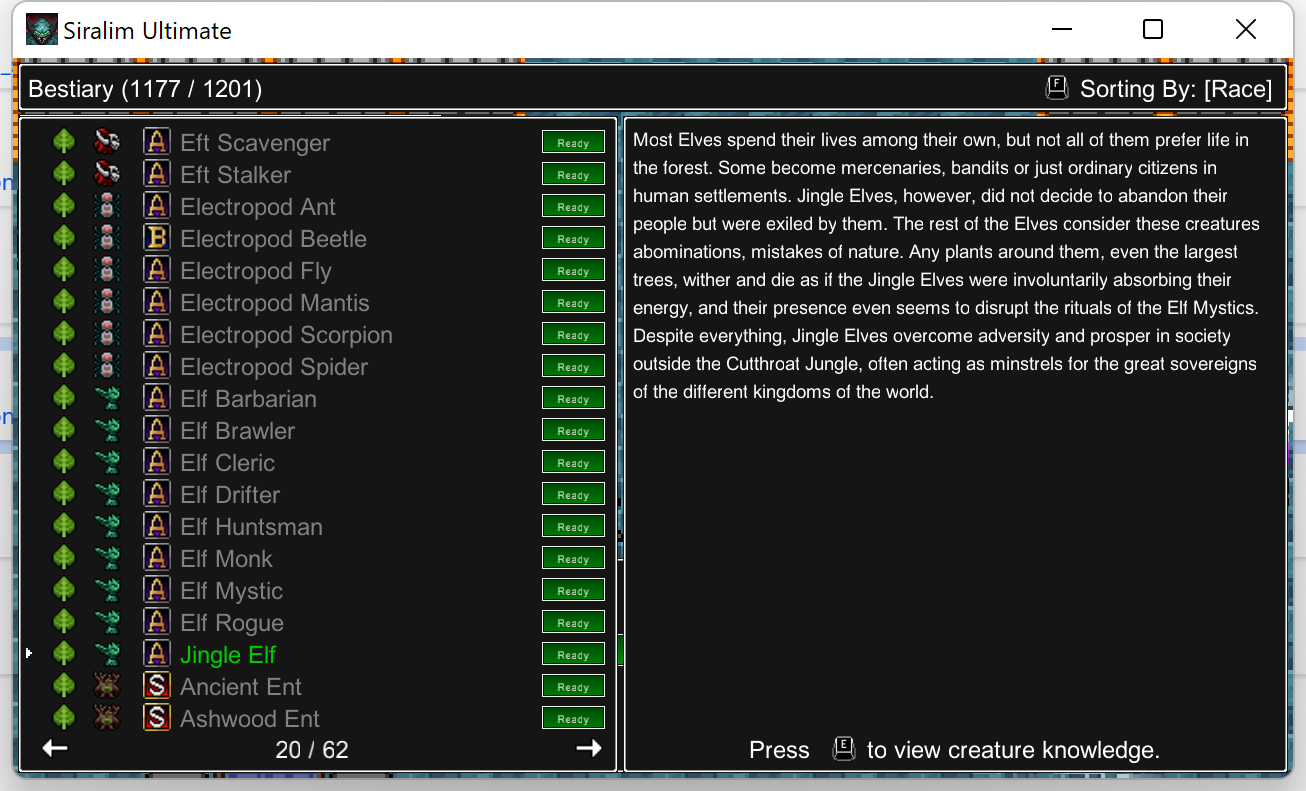 Siralim Ultimate
Bestiary (1177 / 1201)
F Sorting By: [Race]
A Eft Scavenger Ready
A Eft Stalker Ready
A Electropod Ant Ready
B Electropod Beetle Ready
A Electropod Fly Ready
A Electropod Mantis Ready
A Electropod Scorpion Ready
A Electropod Spider Ready
A Elf Barbarian Ready
A Elf Brawler Ready
A Elf Cleric Ready
A Elf Drifter Ready
A Elf Huntsman Ready
A Elf Monk Ready
A Elf Mystic Ready
A Elf Rogue Ready
A Jingle Elf Ready
S Ancient Ent Ready
S Ashwood Ent Ready
20 / 62
Most Elves spend their lives among their own, but not all of them prefer life in
the forest. Some become mercenaries, bandits or just ordinary citizens in
human settlements. Jingle Elves, however, did not decide to abandon their
people but were exiled by them. The rest of the Elves consider these creatures
abominations, mistakes of nature. Any plants around them, even the largest
trees, wither and die as if the Jingle Elves were involuntarily absorbing their
energy, and their presence even seems to disrupt the rituals of the Elf Mystics.
Despite everything, Jingle Elves overcome adversity and prosper in society
outside the Cutthroat Jungle, often acting as minstrels for the great sovereigns
of the different kingdoms of the world.
Press E to view creature knowledge.
on
on